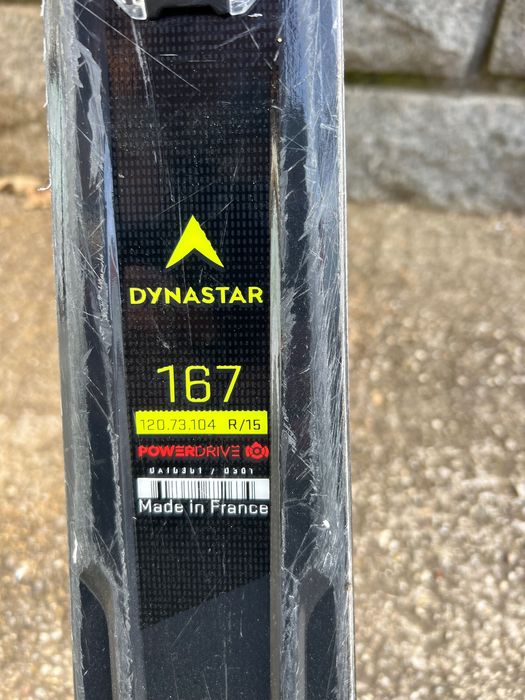 DYNASTAR
167
120.73.104 R/15
POWERDRIVE
Made in France